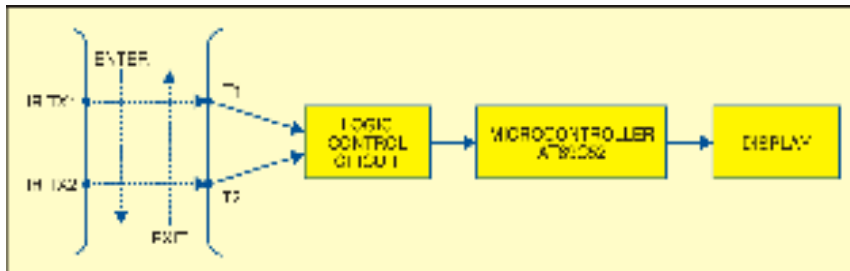 ENTER
IR TX1
T1
LOGIC
CONTROL
CIRCUIT
MICROCONTROLLER
AT89C52
DISPLAY
IR TX2
T2
EXIT